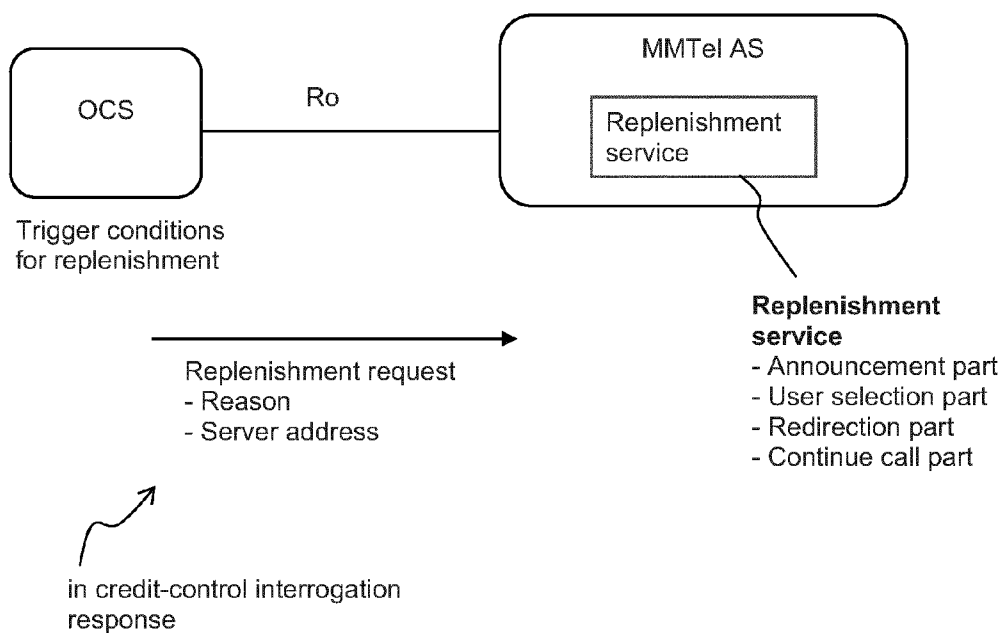 OCS
Ro
MMTel AS
Replenishment
service
Trigger conditions
for replenishment
Replenishment request
- Reason
- Server address
Replenishment
service
- Announcement part
- User selection part
- Redirection part
- Continue call part
in credit-control interrogation
response